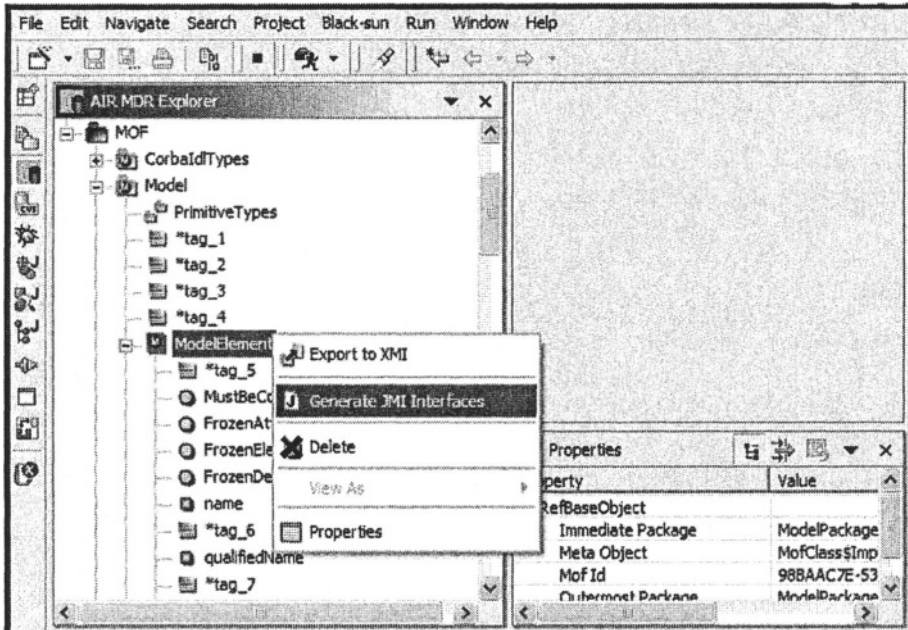 File Edit Navigate Search Project Black-sun Run Window Help
AIR MDR Explorer
MOF
CorbaIdlTypes
Model
PrimitiveTypes
*tag_1
*tag_2
*tag_3
*tag_4
ModelElement
*tag_5
MustBeCo
FrozenAt
FrozenEle
FrozenDe
name
*tag_6
qualifiedName
*tag_7
Export to XMI
Generate JMI Interfaces
Delete
View As
Properties
Properties
perty Value
RefBaseObject
Immediate Package ModelPackage
Meta Object MofClass$Imp
Mof Id 98BAAC7E-53
Outermost Package ModelPackage